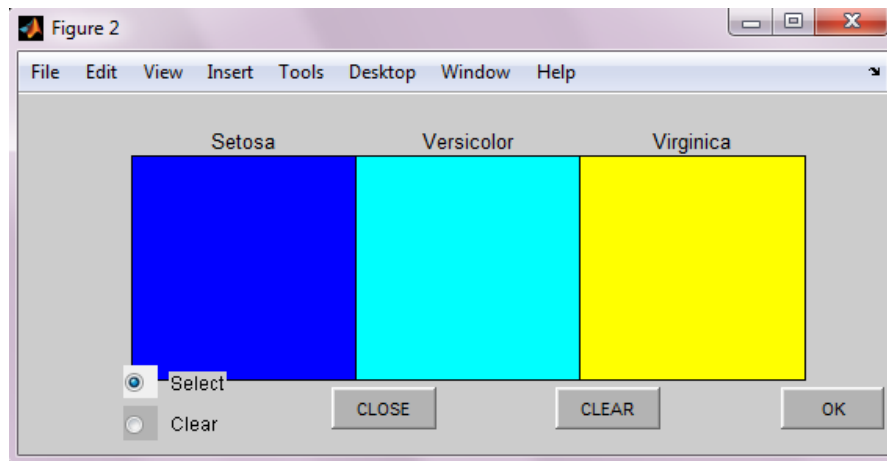 Figure 2
File Edit View Insert Tools Desktop Window Help
Setosa Versicolor Virginica
Select
Clear
CLOSE CLEAR OK